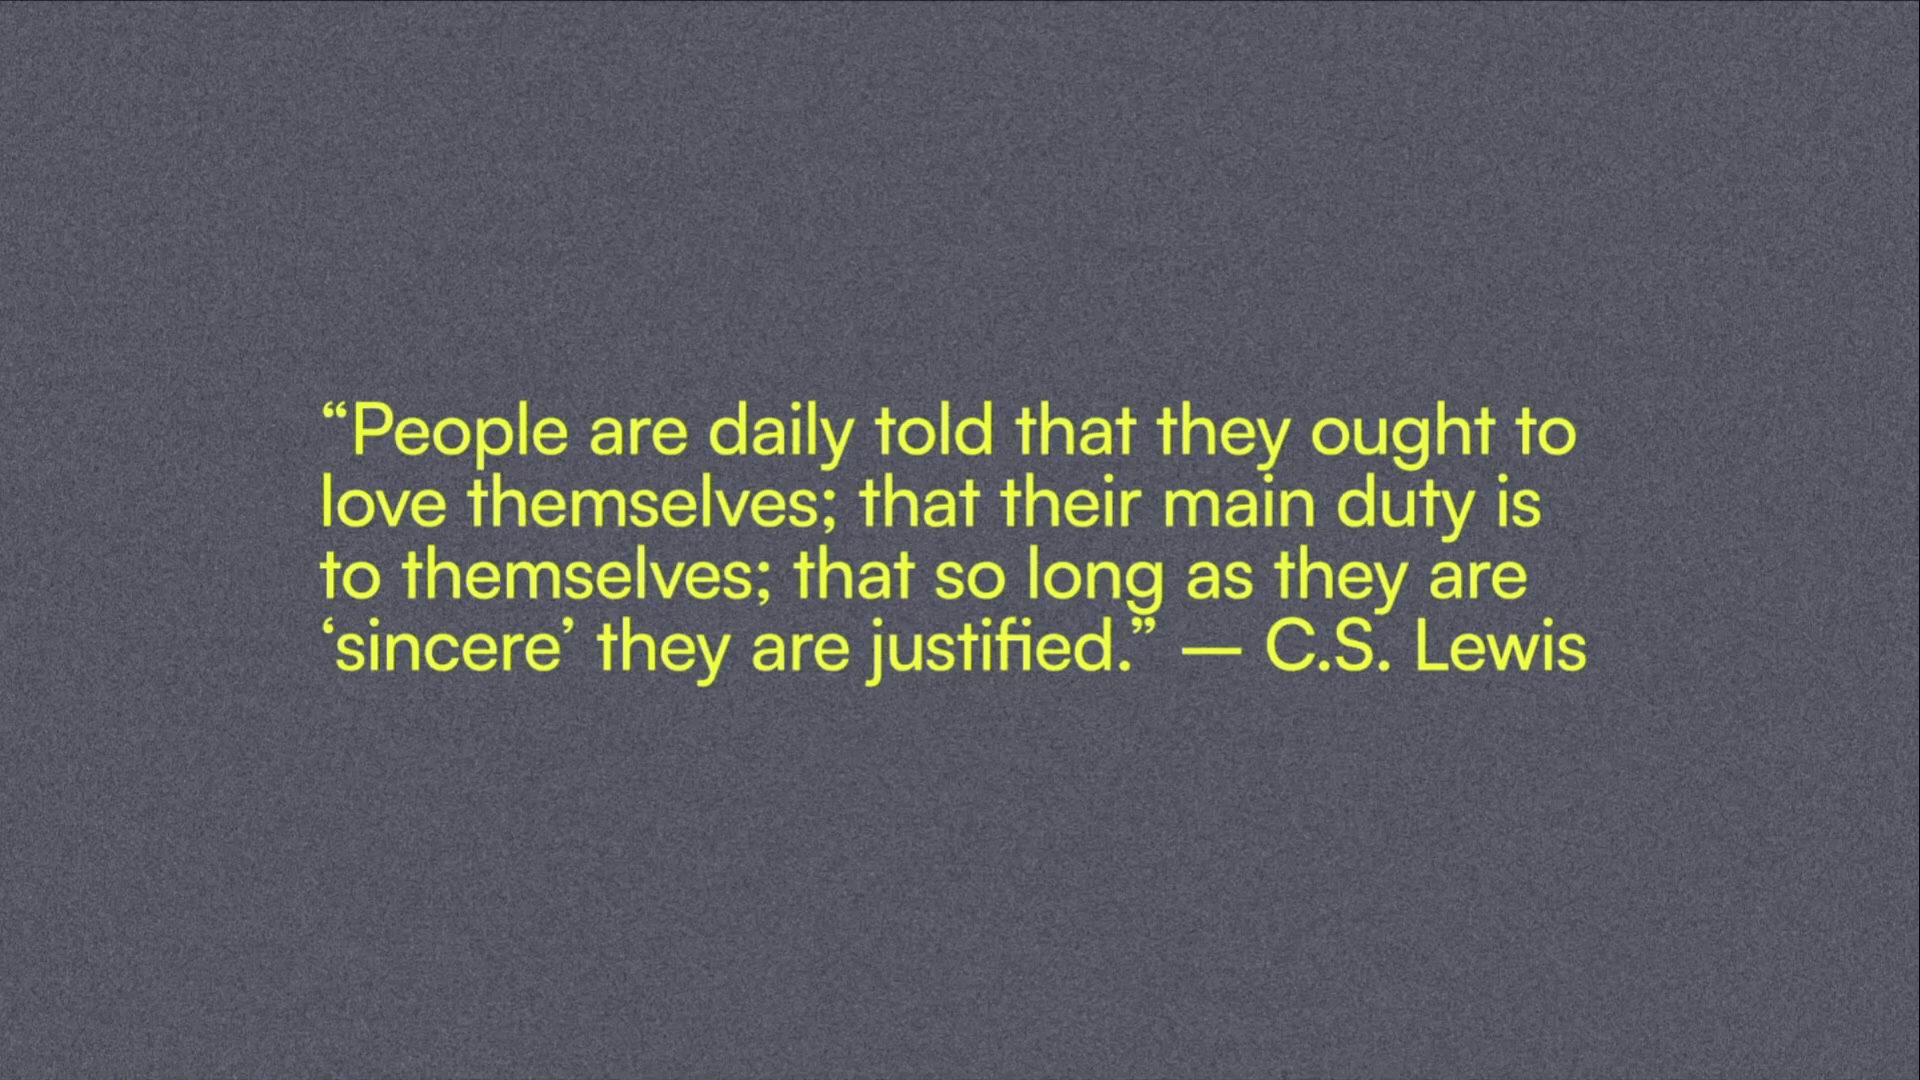 “People are daily told that they ought to
love themselves; that their main duty is
to themselves; that so long as they are
‘sincere’ they are justified.” — C.S. Lewis